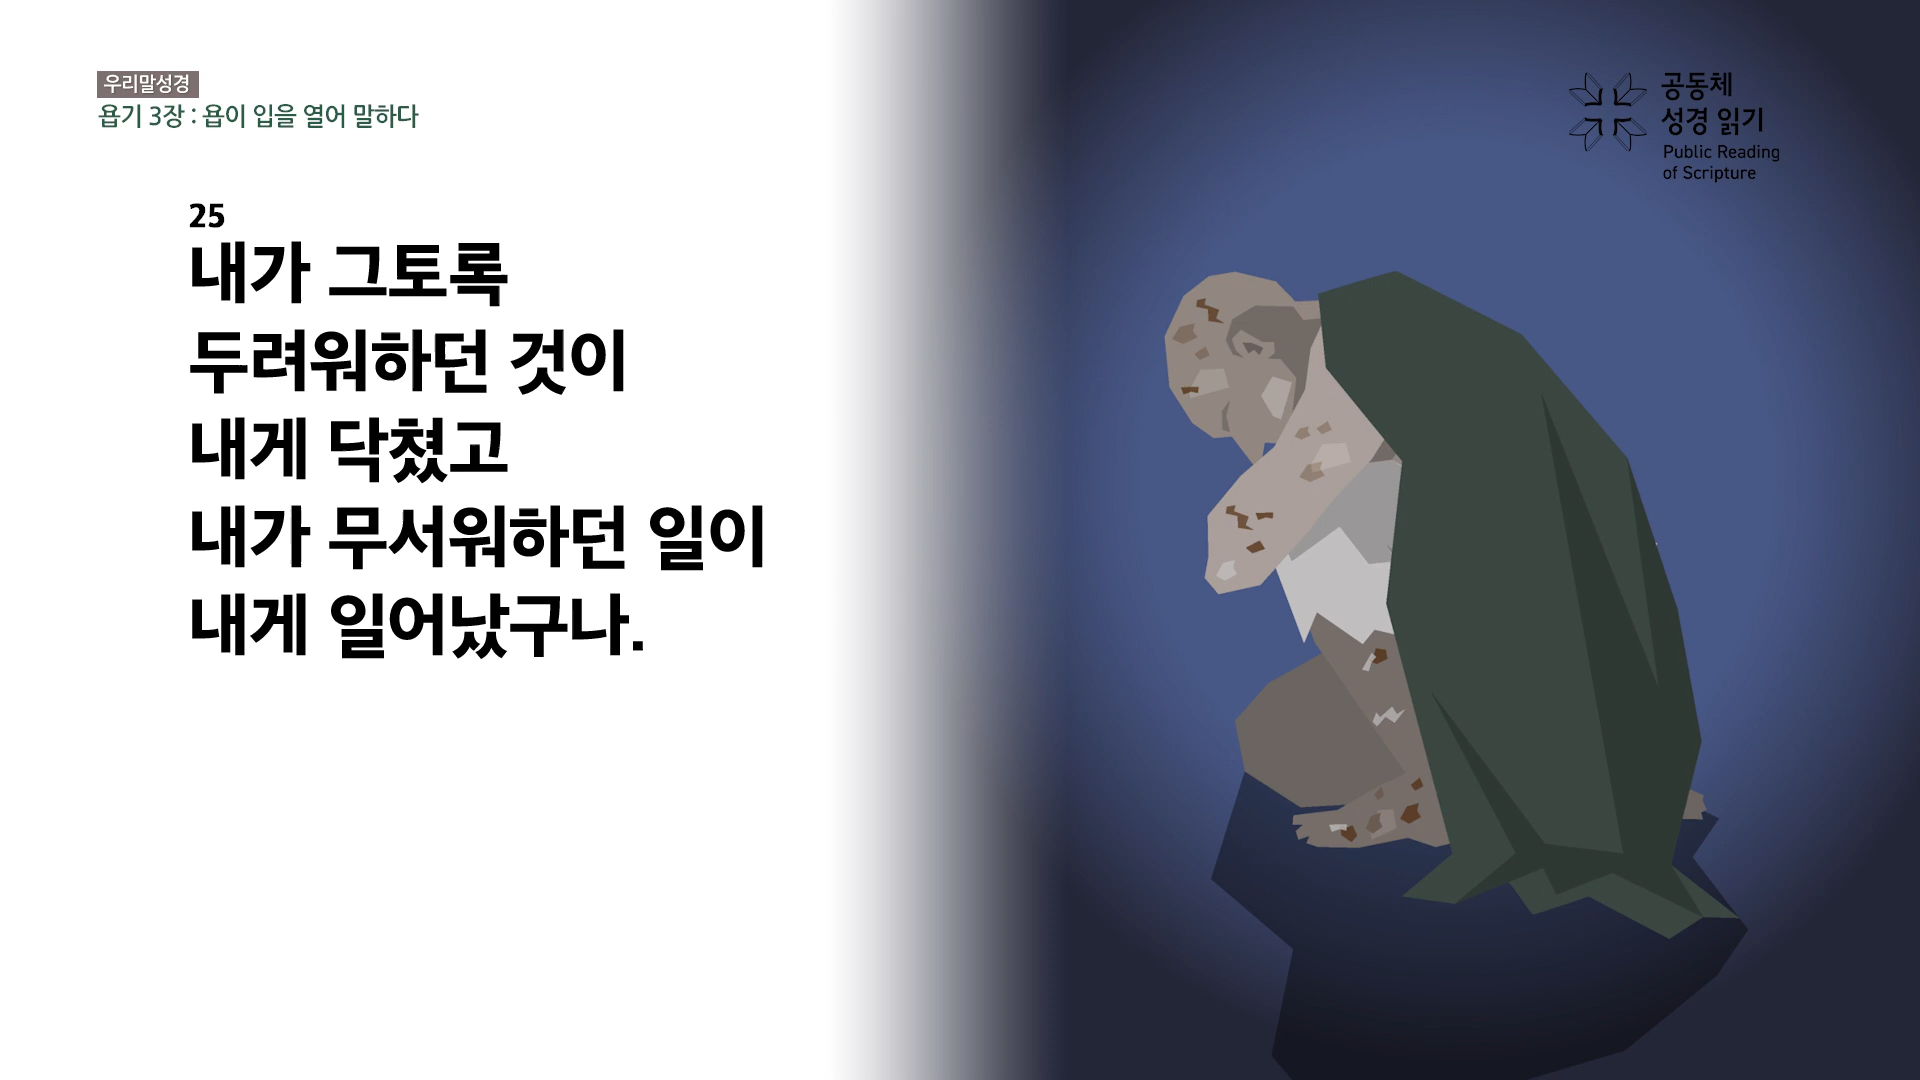 우리말성경
욥기 3장 : 욥이 입을 열어 말하다
공동체
성경 읽기
Public Reading
of Scripture
25
내가 그토록
두려워하던 것이
내게 닥쳤고
내가 무서워하던 일이
내게 일어났구나.